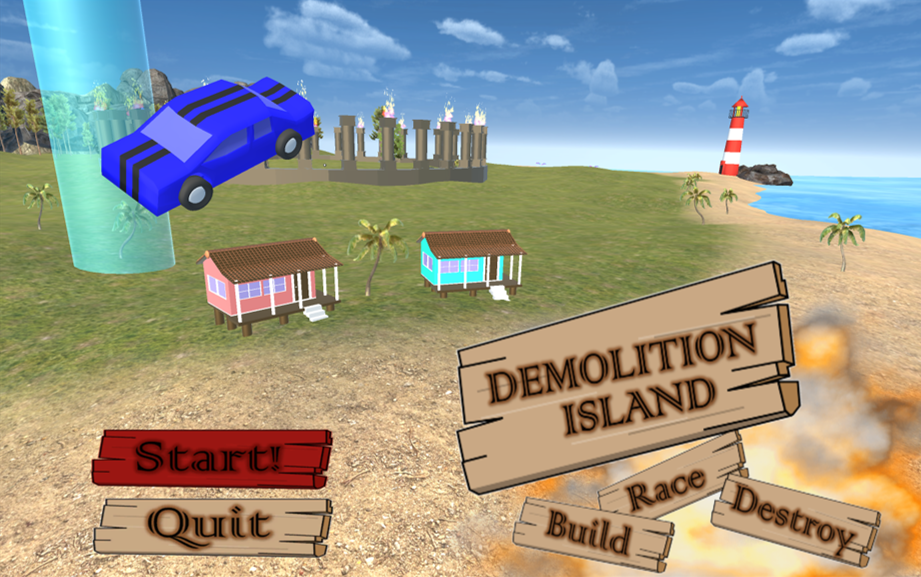 DEMOLITION
ISLAND
Start!
Quit
Race
Build
Destroy